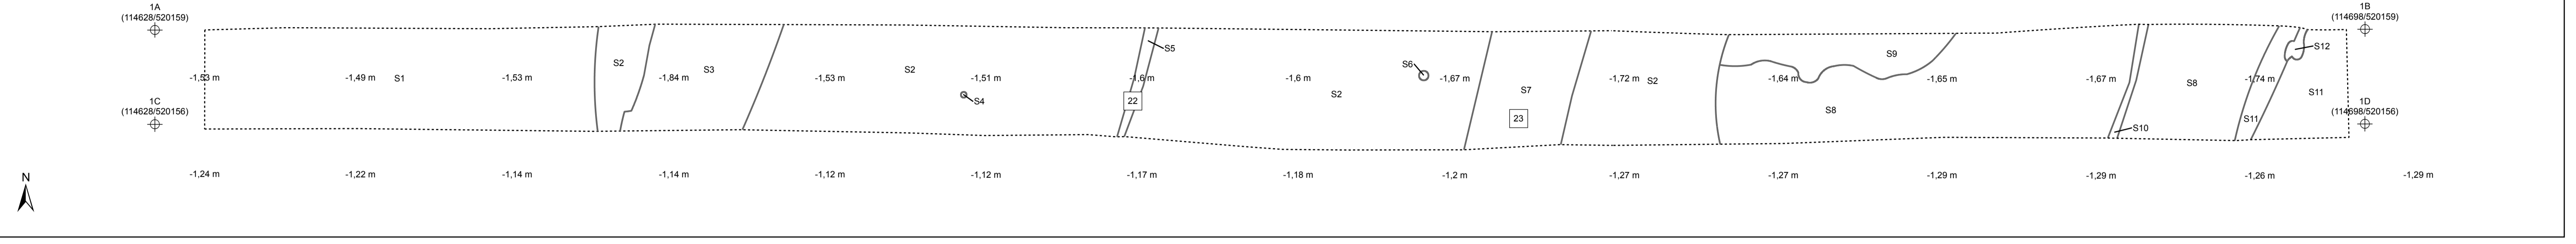 1A
(114628/520159)
1B
(114698/520159)
S5
S9
S12
S6
S2
S3
S2
-1,53 m
-1,49 m
S1
-1,53 m
-1,84 m
-1,53 m
-1,51 m
-1,6 m
-1,6 m
-1,67 m
-1,72 m
S2
-1,64 m
-1,65 m
-1,67 m
S8
-1,74 m
S7
S11
S2
S4
22
1C
(114628/520156)
1D
(114698/520156)
S8
23
S11
S10
-1,24 m
-1,22 m
-1,14 m
-1,14 m
-1,12 m
-1,12 m
-1,17 m
-1,18 m
-1,2 m
-1,27 m
-1,27 m
-1,29 m
-1,29 m
-1,26 m
-1,29 m
N